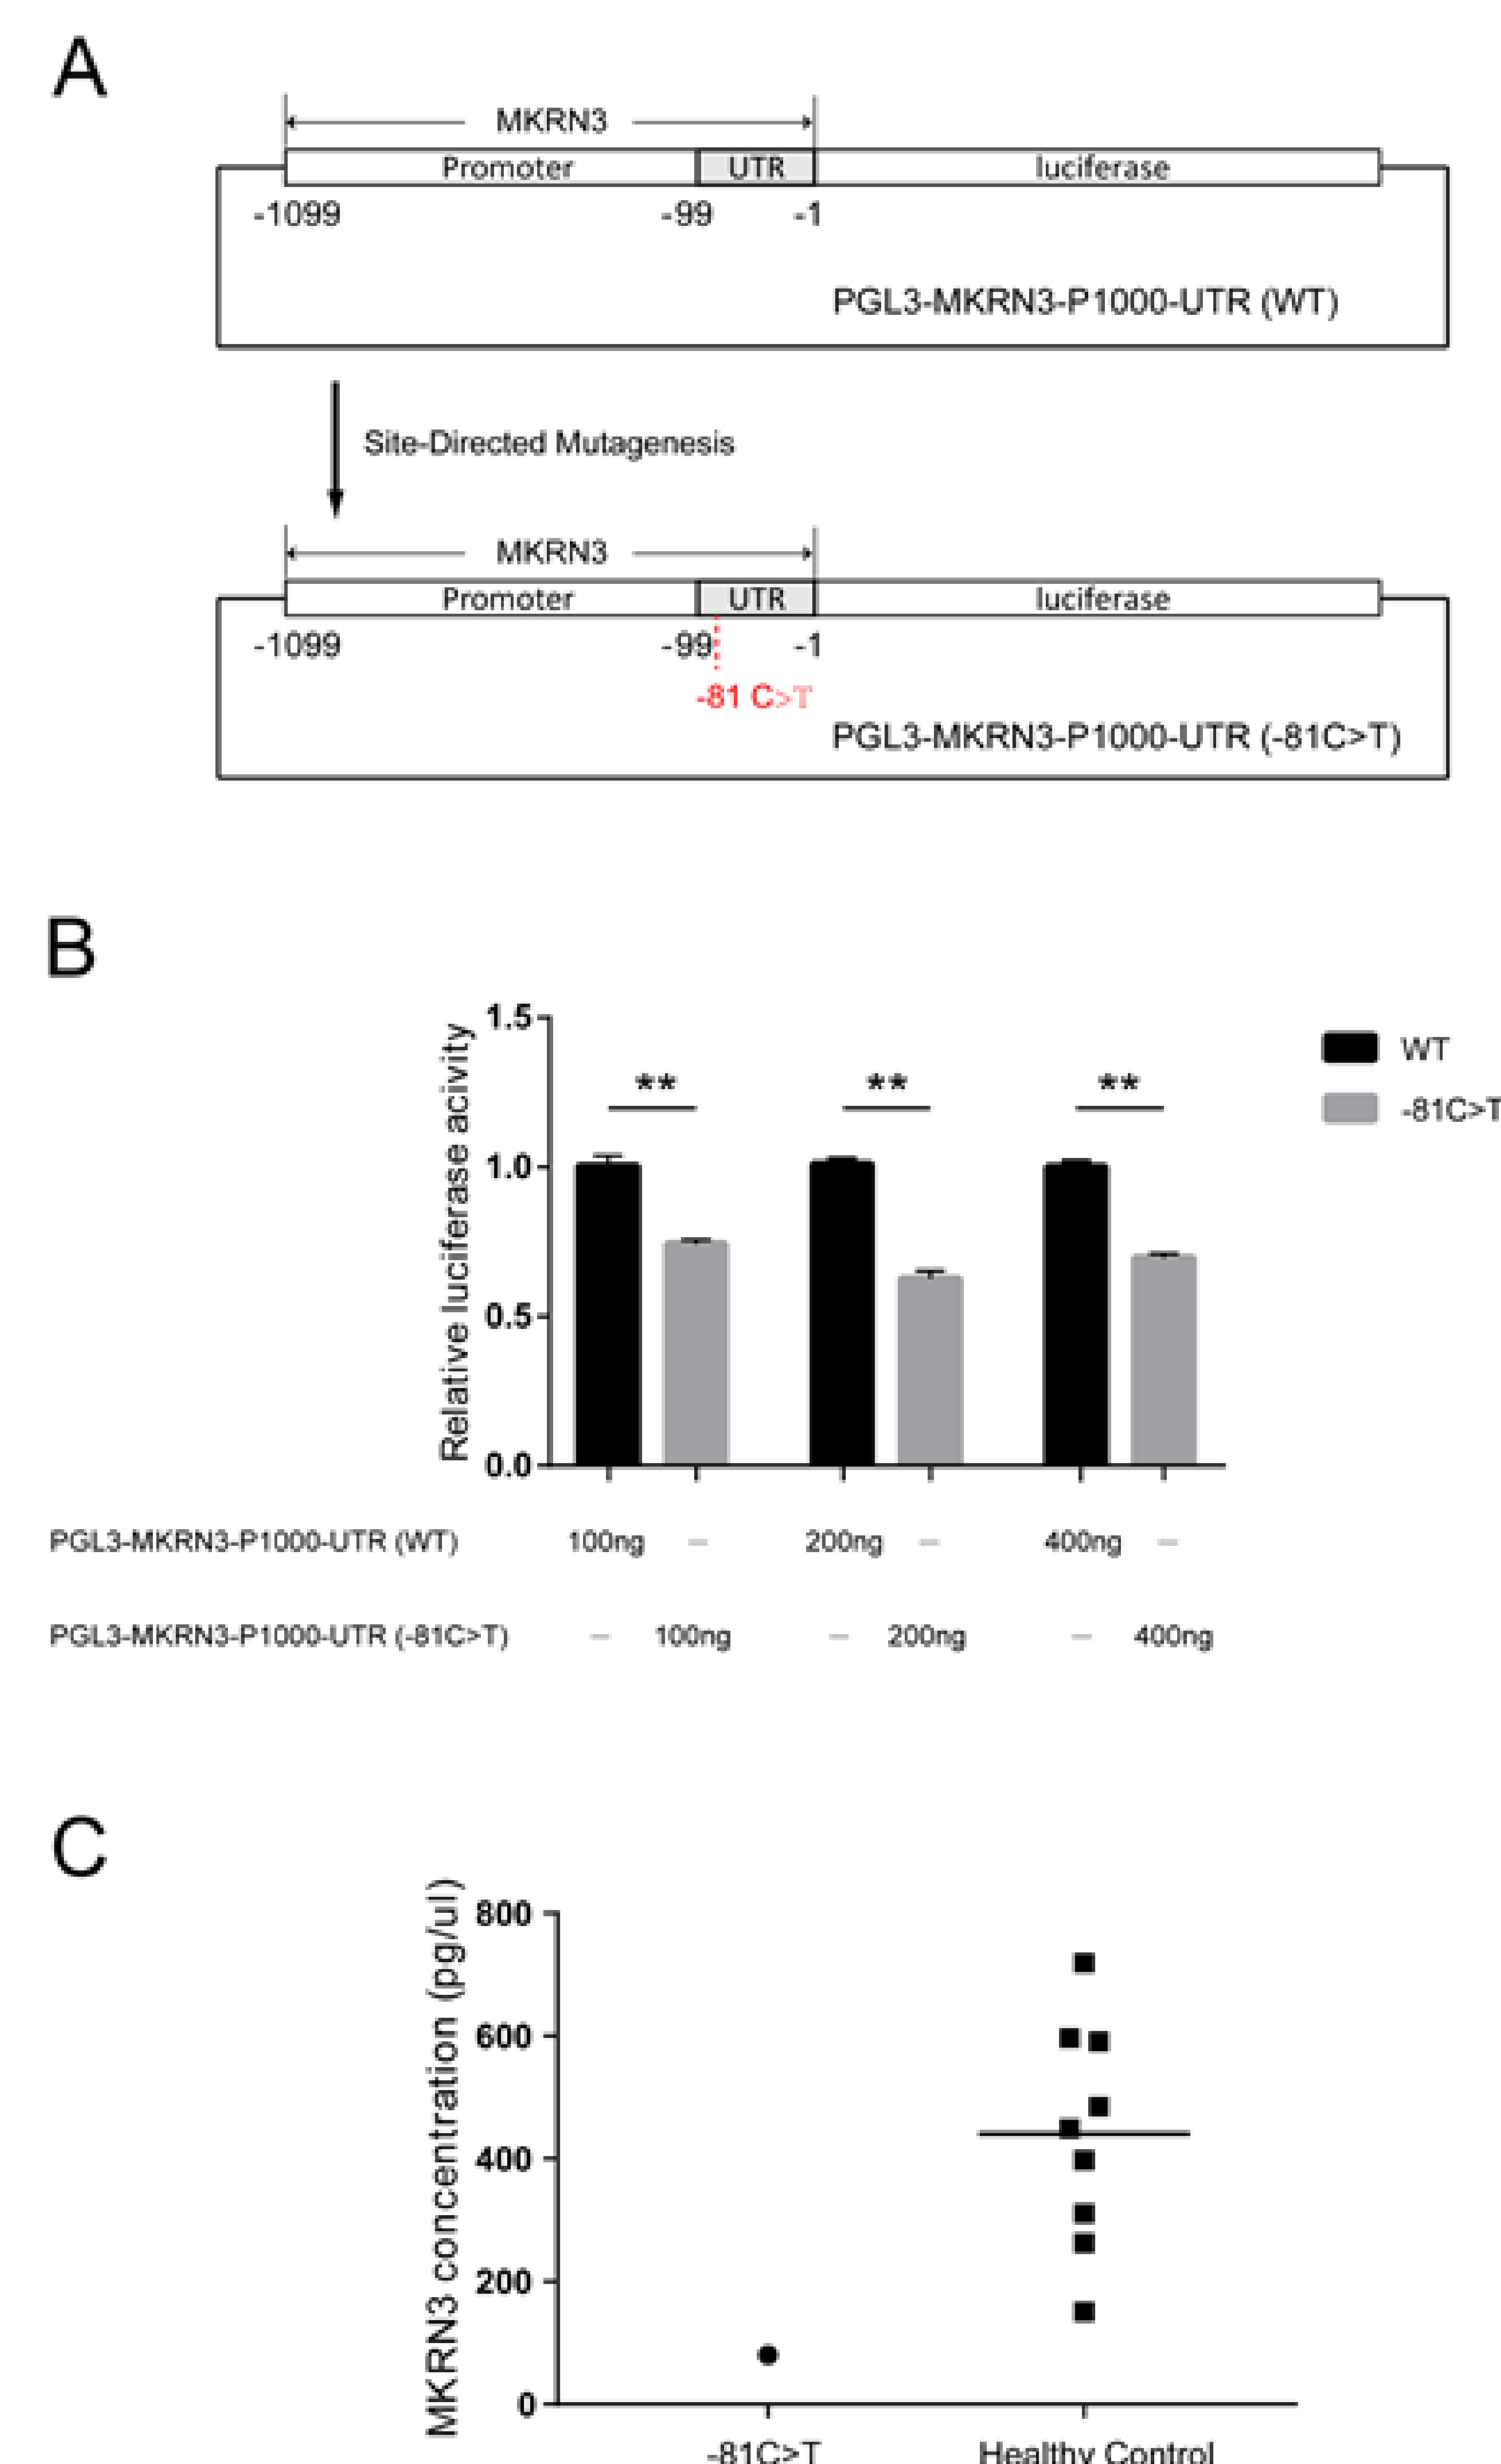 A
MKRN3
Promoter UTR luciferase
-1099 -99 -1
PGL3-MKRN3-P1000-UTR (WT)
Site-Directed Mutagenesis
MKRN3
Promoter UTR luciferase
-1099 -99 -1
-81 C>T
PGL3-MKRN3-P1000-UTR (-81C>T)
B
Relative luciferase acivity
1.5
1.0
0.5
0.0
** ** **
WT
-81C>T
PGL3-MKRN3-P1000-UTR (WT) 100ng – 200ng – 400ng –
PGL3-MKRN3-P1000-UTR (-81C>T) – 100ng – 200ng – 400ng
C
MKRN3 concentration (pg/ul)
800
600
400
200
0
-81C>T Healthy Control